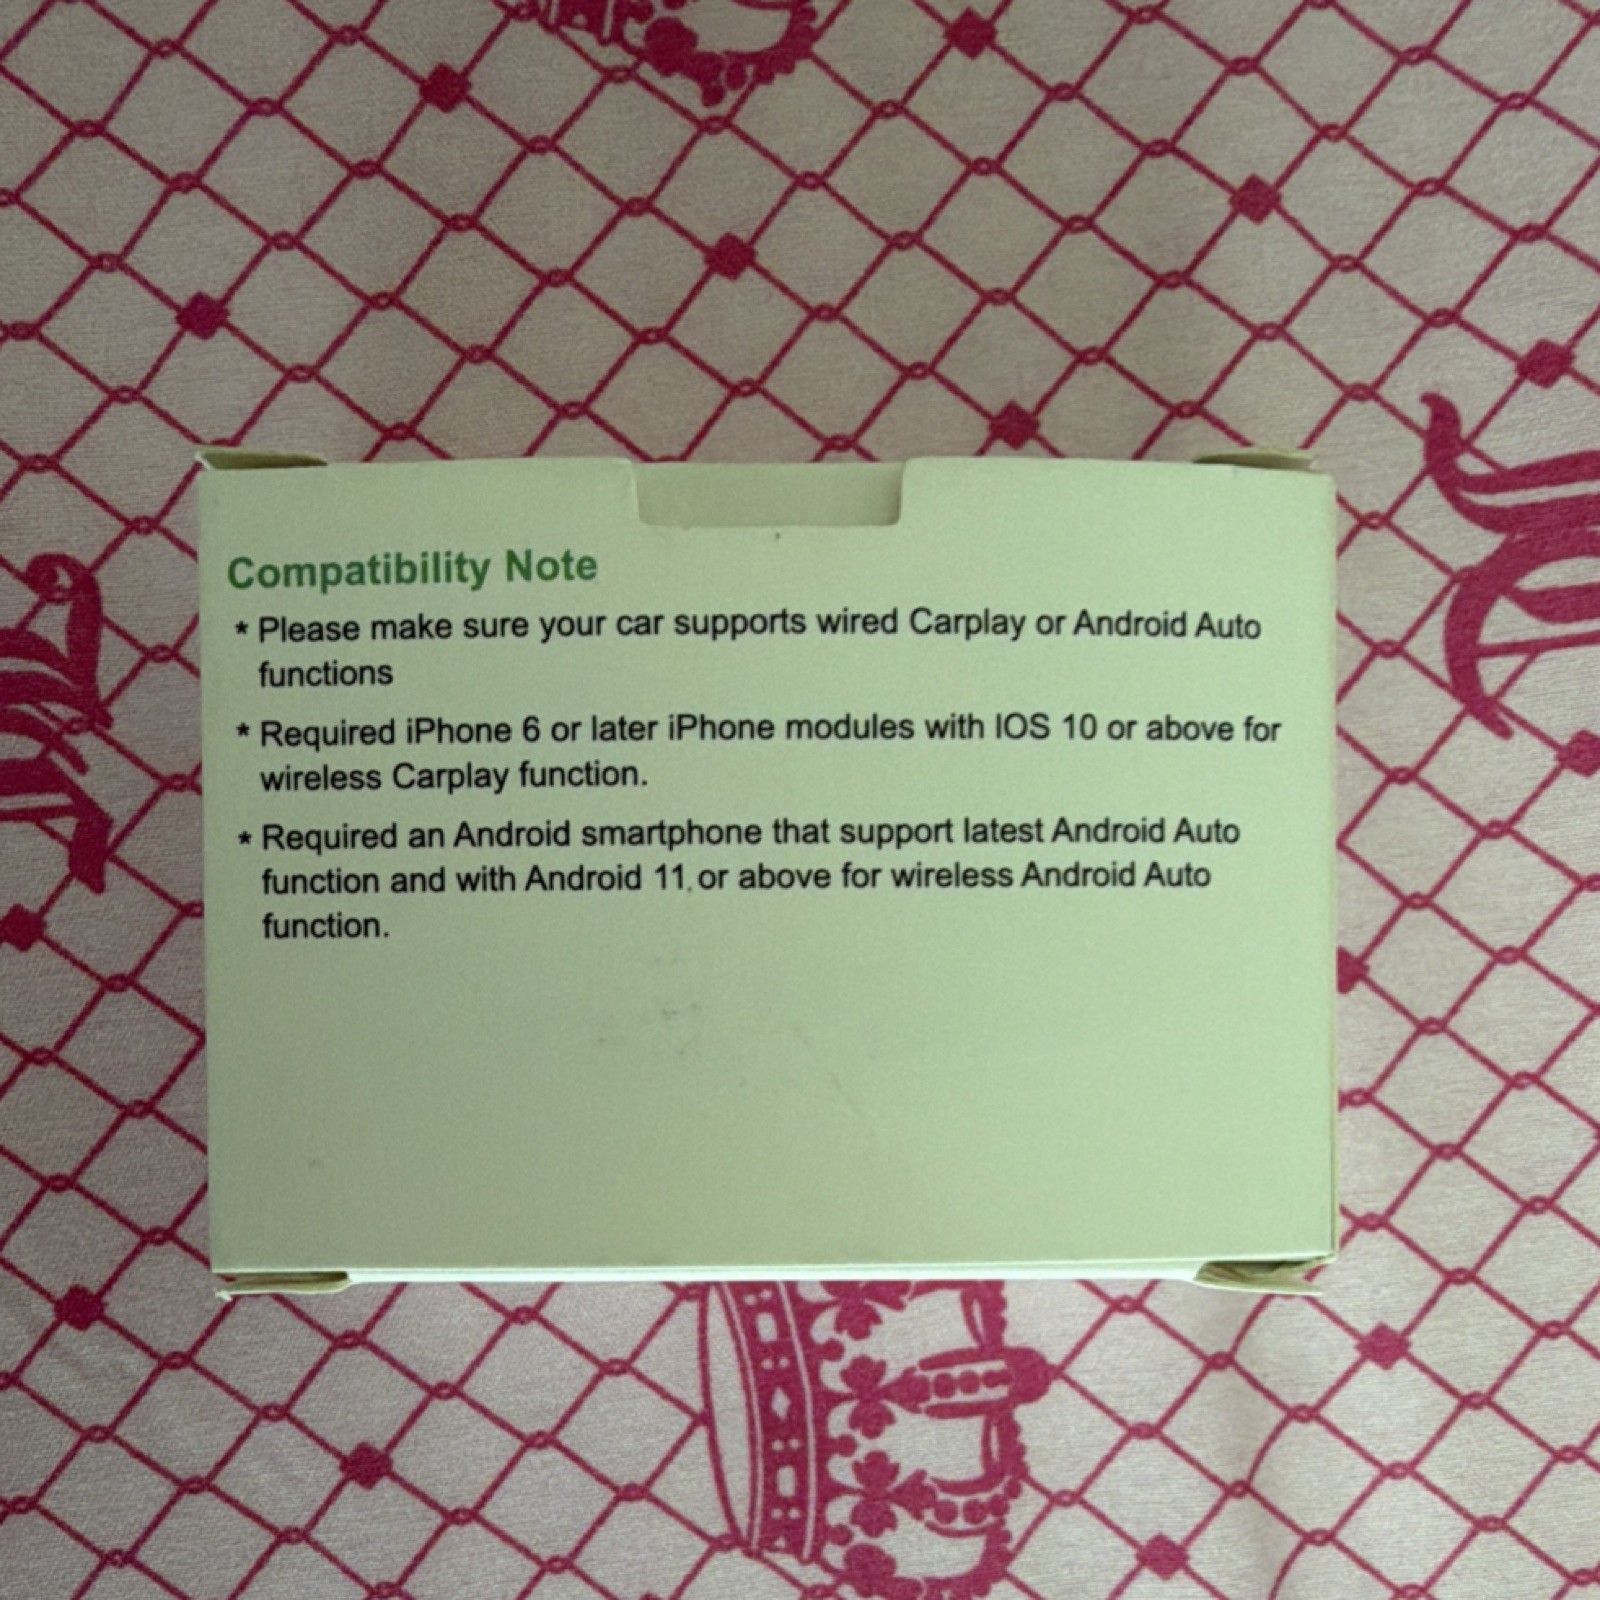 Compatibility Note
* Please make sure your car supports wired Carplay or Android Auto
functions
* Required iPhone 6 or later iPhone modules with IOS 10 or above for
wireless Carplay function.
* Required an Android smartphone that support latest Android Auto
function and with Android 11. or above for wireless Android Auto
function.